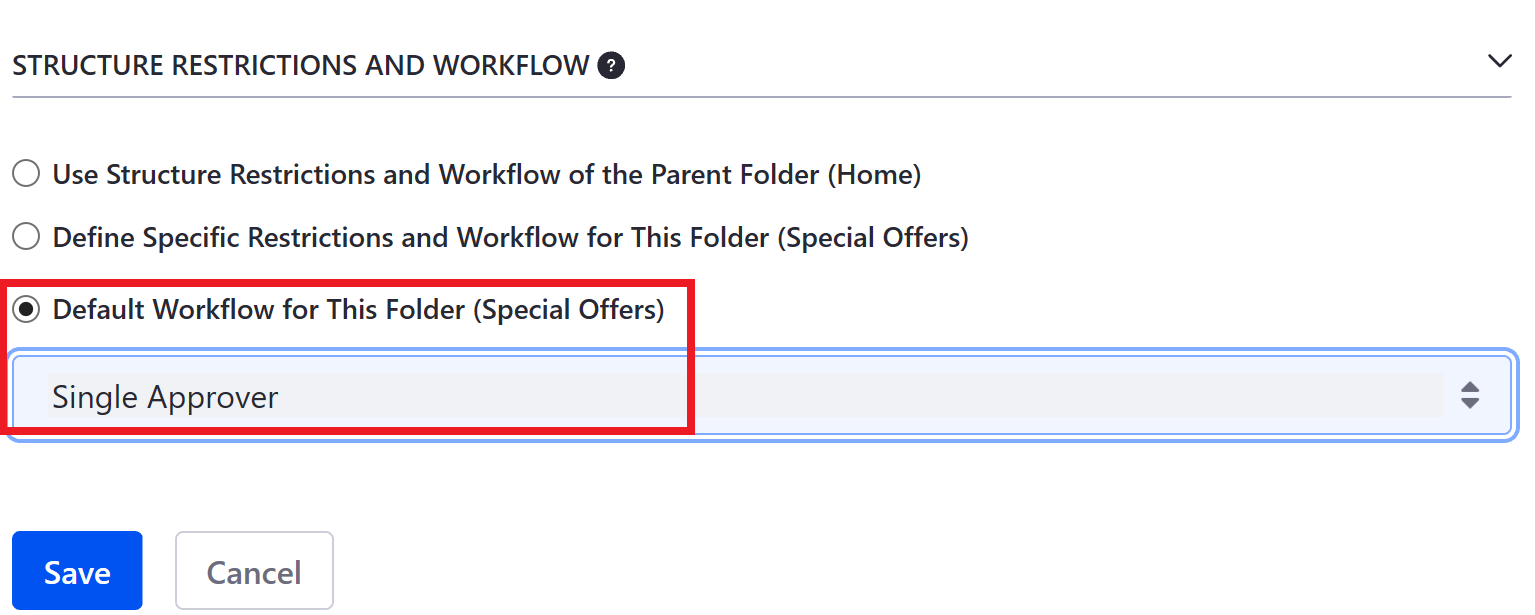 STRUCTURE RESTRICTIONS AND WORKFLOW ?
Use Structure Restrictions and Workflow of the Parent Folder (Home)
Define Specific Restrictions and Workflow for This Folder (Special Offers)
Default Workflow for This Folder (Special Offers)
Single Approver
Save Cancel